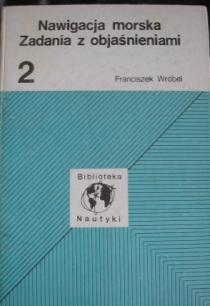 Nawigacja morska
Zadania z objaśnieniami
2
Franciszek Wróbel
Biblioteka
Nautyki